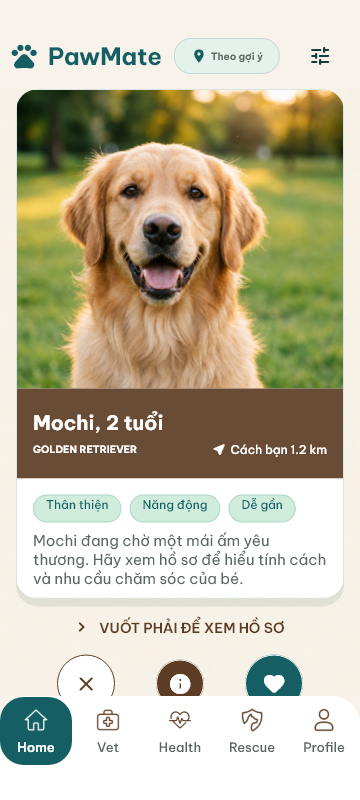 PawMate
Theo gợi ý
Mochi, 2 tuổi
GOLDEN RETRIEVER
Cách bạn 1.2 km
Thân thiện
Năng động
Dễ gần
Mochi đang chờ một mái ấm yêu
thương. Hãy xem hồ sơ để hiểu tính cách
và nhu cầu chăm sóc của bé.
VUỐT PHẢI ĐỂ XEM HỒ SƠ
Home
Vet
Health
Rescue
Profile